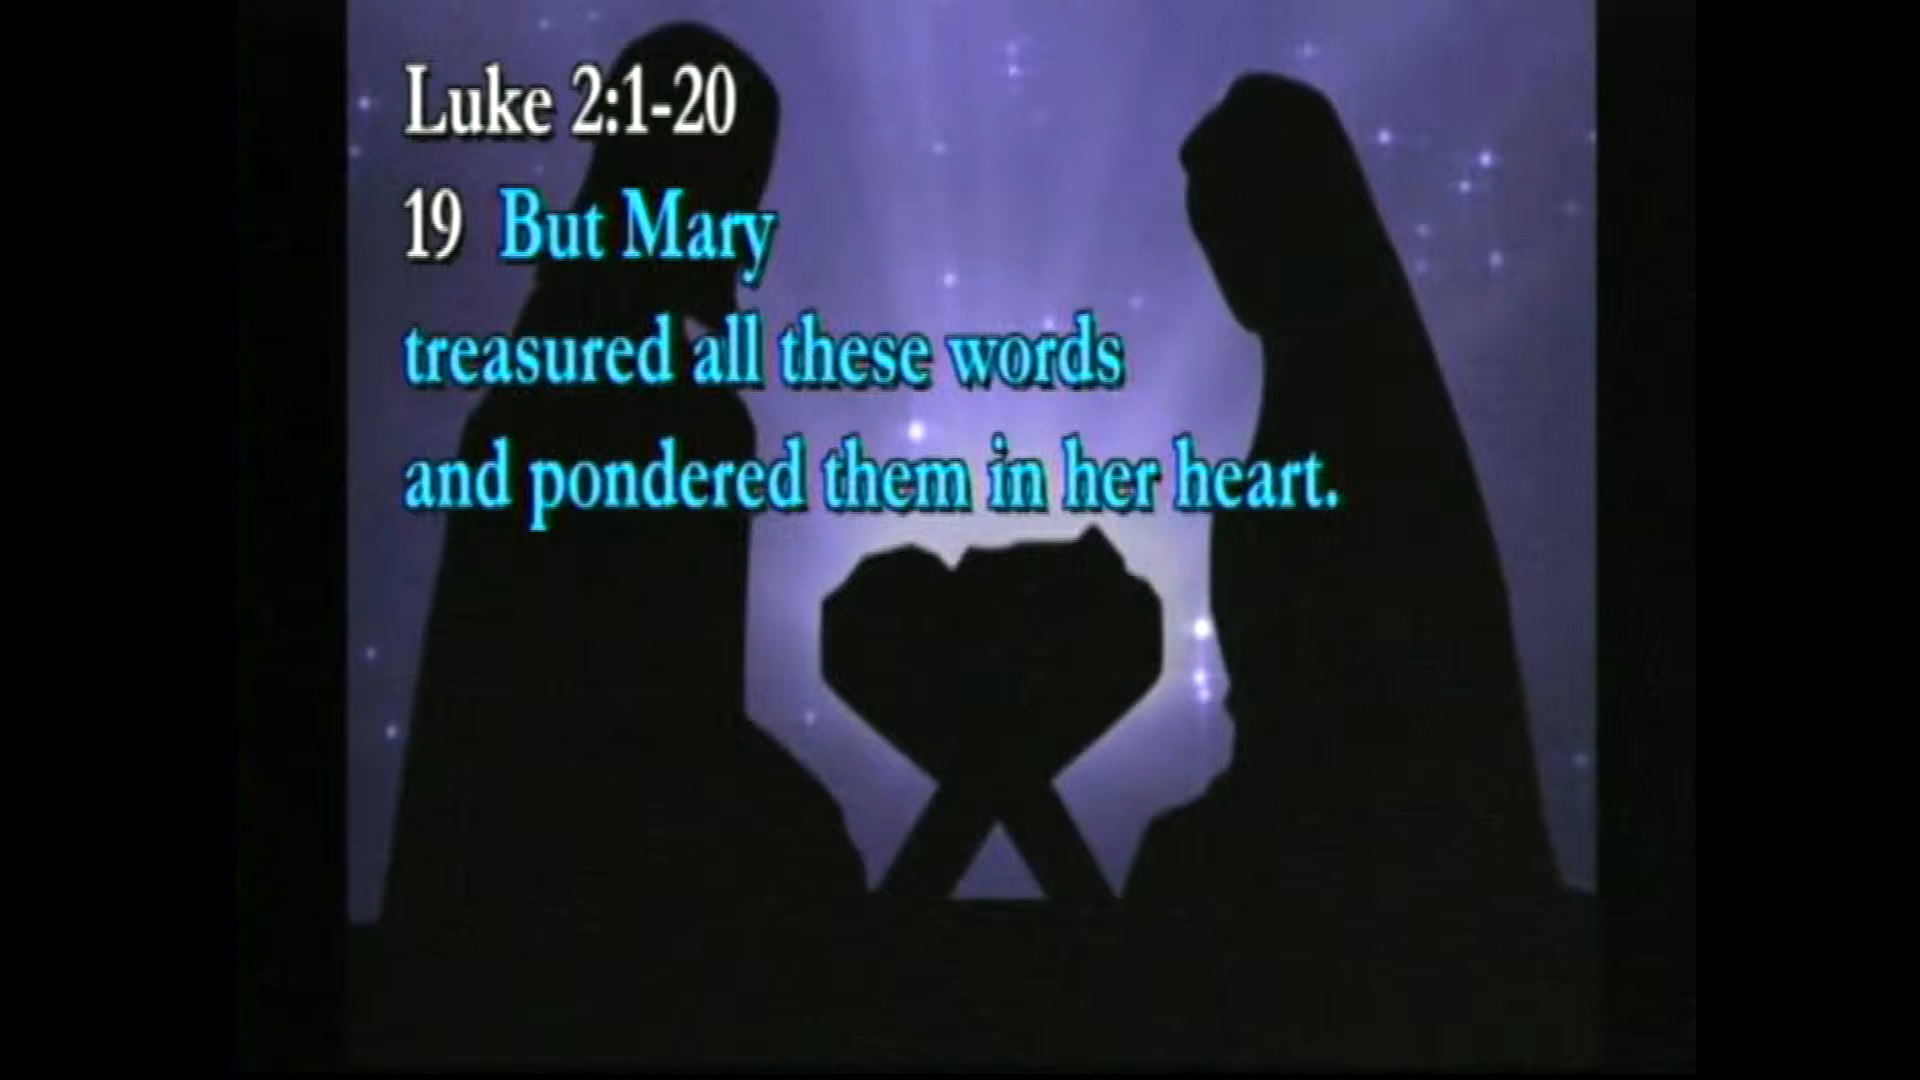 Luke 2:1-20
19 But Mary
treasured all these words
and pondered them in her heart.